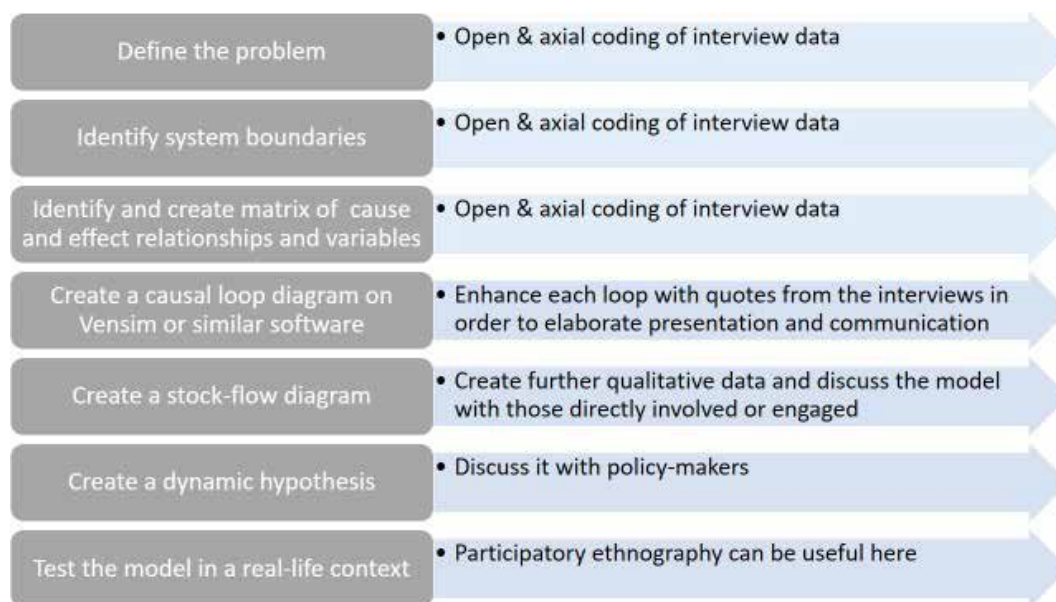 Define the problem
• Open & axial coding of interview data
Identify system boundaries
• Open & axial coding of interview data
Identify and create matrix of cause
and effect relationships and variables
• Open & axial coding of interview data
Create a causal loop diagram on
Vensim or similar software
• Enhance each loop with quotes from the interviews in
order to elaborate presentation and communication
Create a stock-flow diagram
• Create further qualitative data and discuss the model
with those directly involved or engaged
Create a dynamic hypothesis
• Discuss it with policy-makers
Test the model in a real-life context
• Participatory ethnography can be useful here